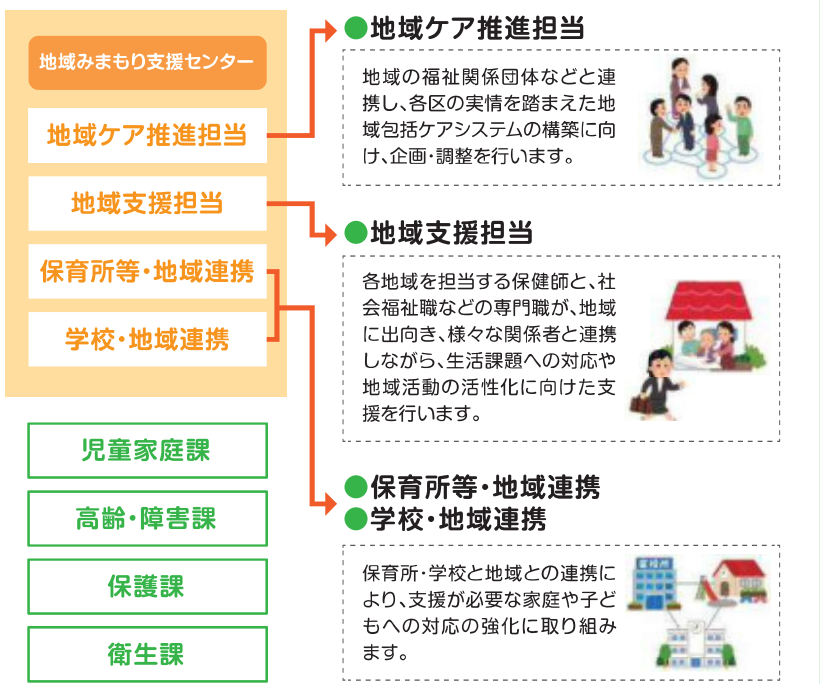 地域みまもり支援センター
地域ケア推進担当
地域支援担当
保育所等・地域連携
学校・地域連携
児童家庭課
高齢・障害課
保護課
衛生課
●地域ケア推進担当
地域の福祉関係団体などと連
携し、各区の実情を踏まえた地
域包括ケアシステムの構築に向
け、企画・調整を行います。
●地域支援担当
各地域を担当する保健師と、社
会福祉職などの専門職が、地域
に出向き、様々な関係者と連携
しながら、生活課題への対応や
地域活動の活性化に向けた支
援を行います。
●保育所等・地域連携
●学校・地域連携
保育所・学校と地域との連携に
より、支援が必要な家庭や子ど
もへの対応の強化に取り組み
ます。